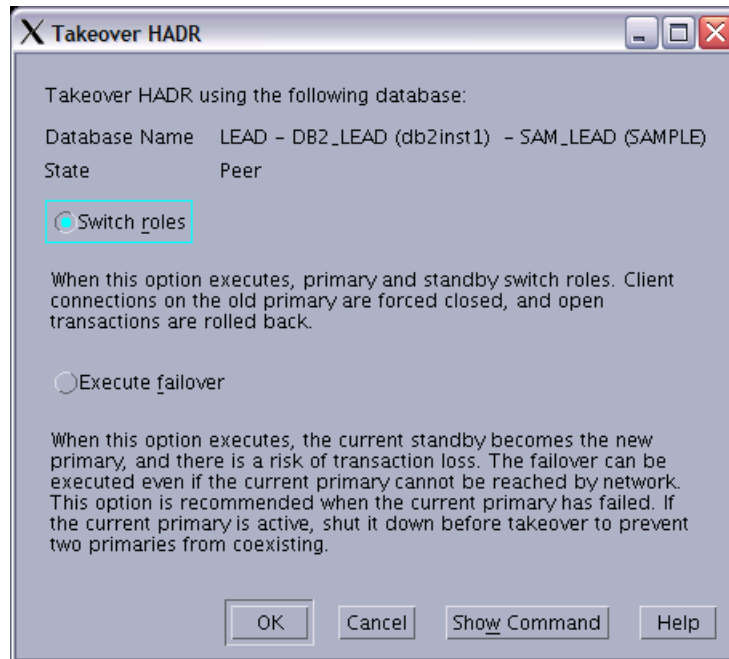 Takeover HADR
Takeover HADR using the following database:
Database Name LEAD - DB2_LEAD (db2inst1) - SAM_LEAD (SAMPLE)
State Peer
Switch roles
When this option executes, primary and standby switch roles. Client
connections on the old primary are forced closed, and open
transactions are rolled back.
Execute failover
When this option executes, the current standby becomes the new
primary, and there is a risk of transaction loss. The failover can be
executed even if the current primary cannot be reached by network.
This option is recommended when the current primary has failed. If
the current primary is active, shut it down before takeover to prevent
two primaries from coexisting.
OK Cancel Show Command Help